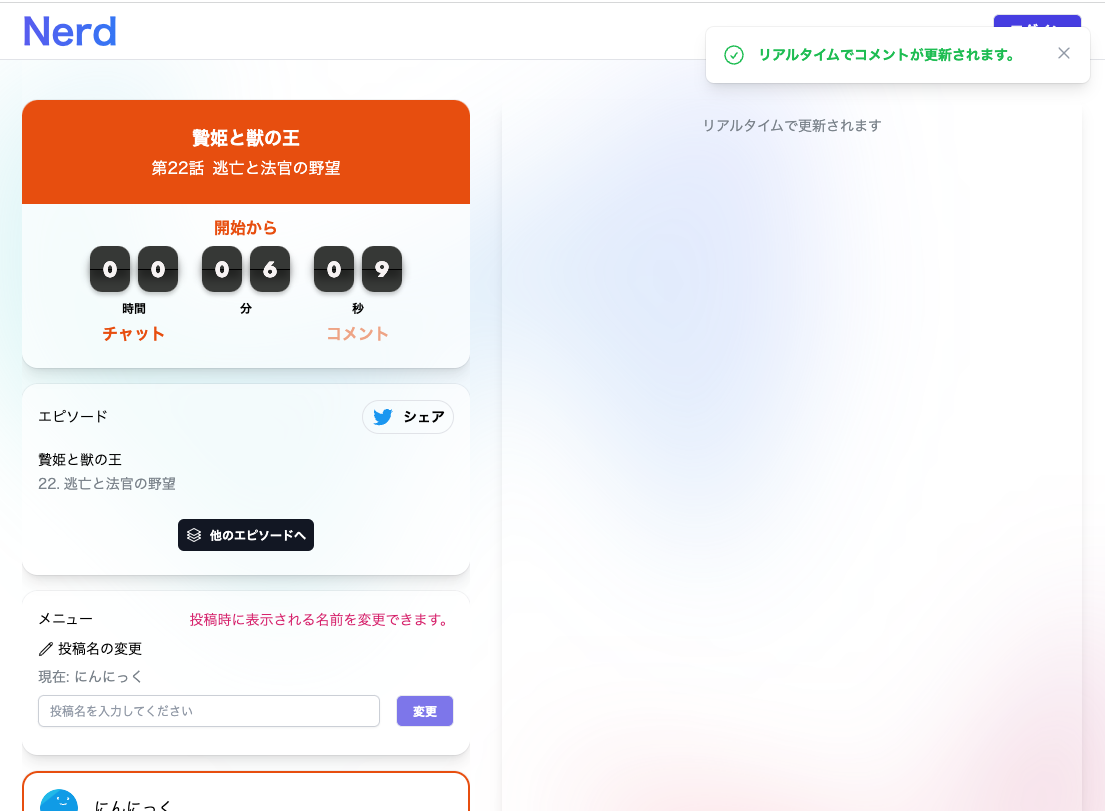 Nerd
リアルタイムでコメントが更新されます。
贄姫と獣の王
第22話 逃亡と法官の野望
開始から
0 0 0 6 0 9
時間 分 秒
チャット コメント
エピソード
シェア
贄姫と獣の王
22. 逃亡と法官の野望
他のエピソードへ
メニュー
投稿時に表示される名前を変更できます。
投稿名の変更
現在: にんにっく
投稿名を入力してください
変更
にんにっく
リアルタイムで更新されます